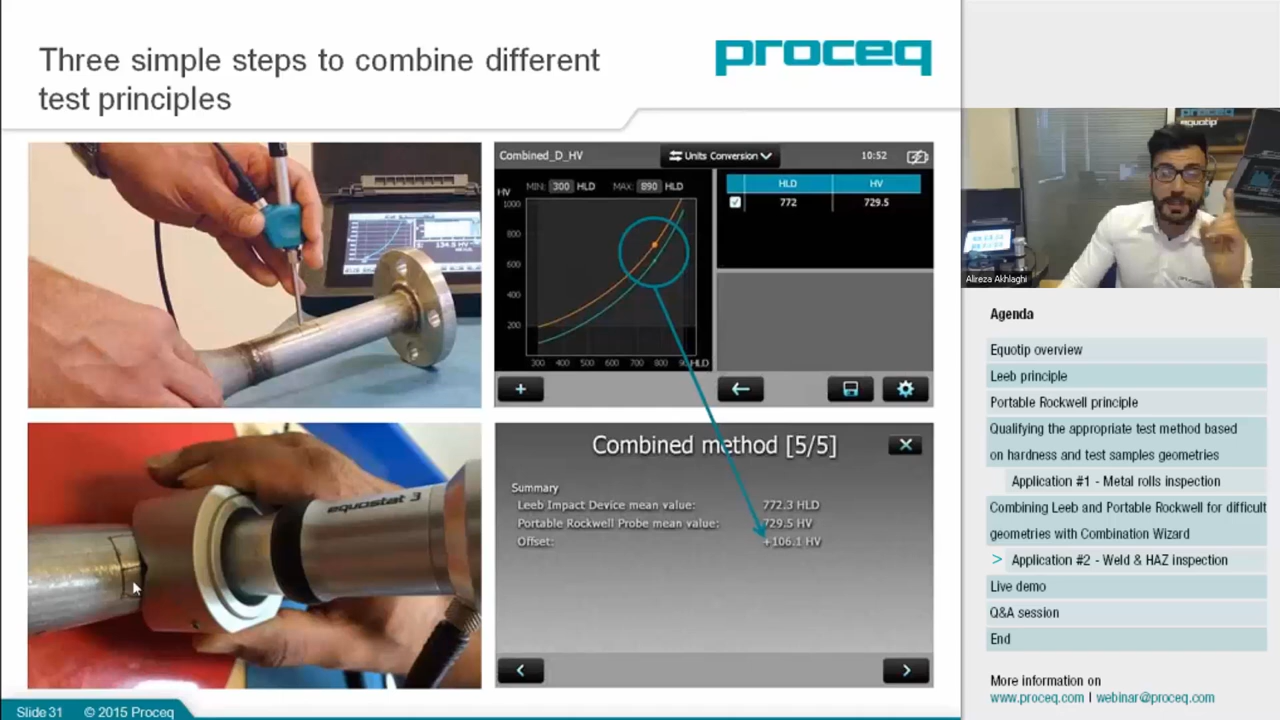 Three simple steps to combine different
test principles
proceq
equostat 3
Combined_D_HV
Units Conversion
10:52
HV
MIN: 300 HLD
MAX: 890 HLD
1000
800
600
400
200
300 400 500 600 700 800
HLD
HLD HV
772 729.5
Combined method [5/5]
Summary
Leeb Impact Device mean value: 772.3 HLD
Portable Rockwell Probe mean value: 729.5 HV
Offset: +106.1 HV
Slide 31 © 2015 Proceq
proceq
equotip
Alireza Akhlaghi
Agenda
Equotip overview
Leeb principle
Portable Rockwell principle
Qualifying the appropriate test method based
on hardness and test samples geometries
Application #1 - Metal rolls inspection
Combining Leeb and Portable Rockwell for difficult
geometries with Combination Wizard
> Application #2 - Weld & HAZ inspection
Live demo
Q&A session
End
More information on
www.proceq.com | webinar@proceq.com